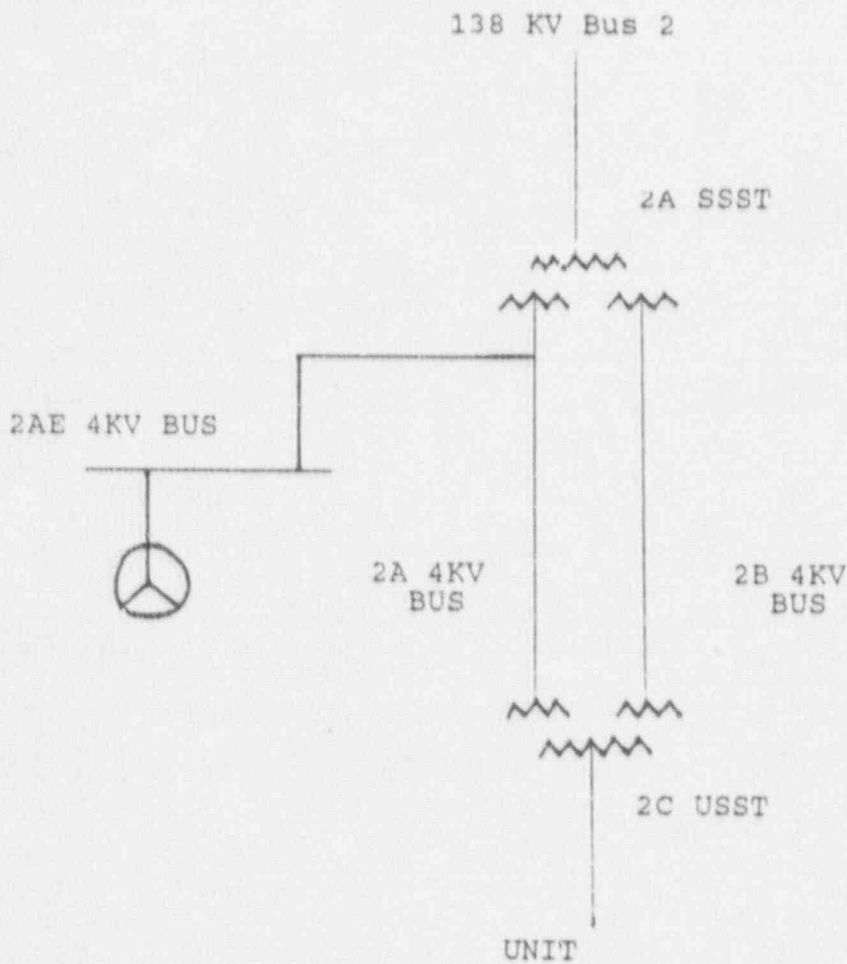 138 KV Bus 2
2A SSST
2AE 4KV BUS
2A 4KV
BUS
2B 4KV
BUS
2C USST
UNIT